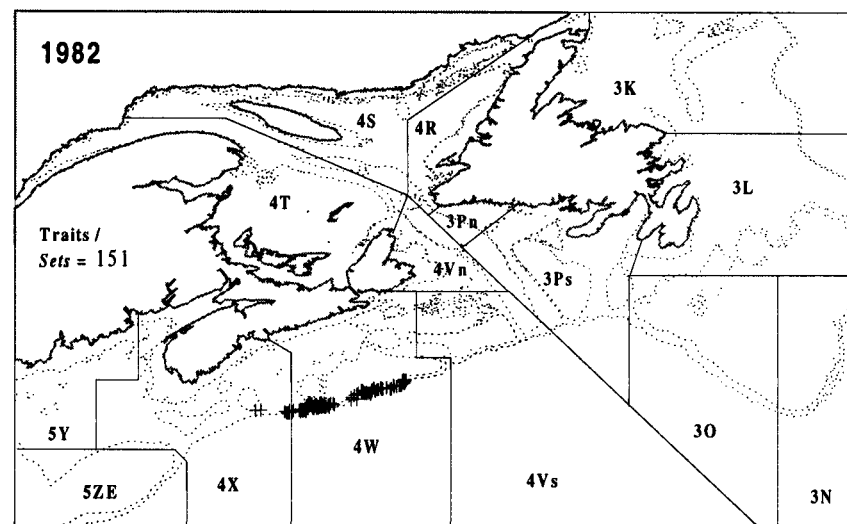 1982
3K
4S
4R
3L
4T
3Pn
Traits /
Sets = 151
4Vn
3Ps
5Y
4W
3O
5ZE
4X
4Vs
3N